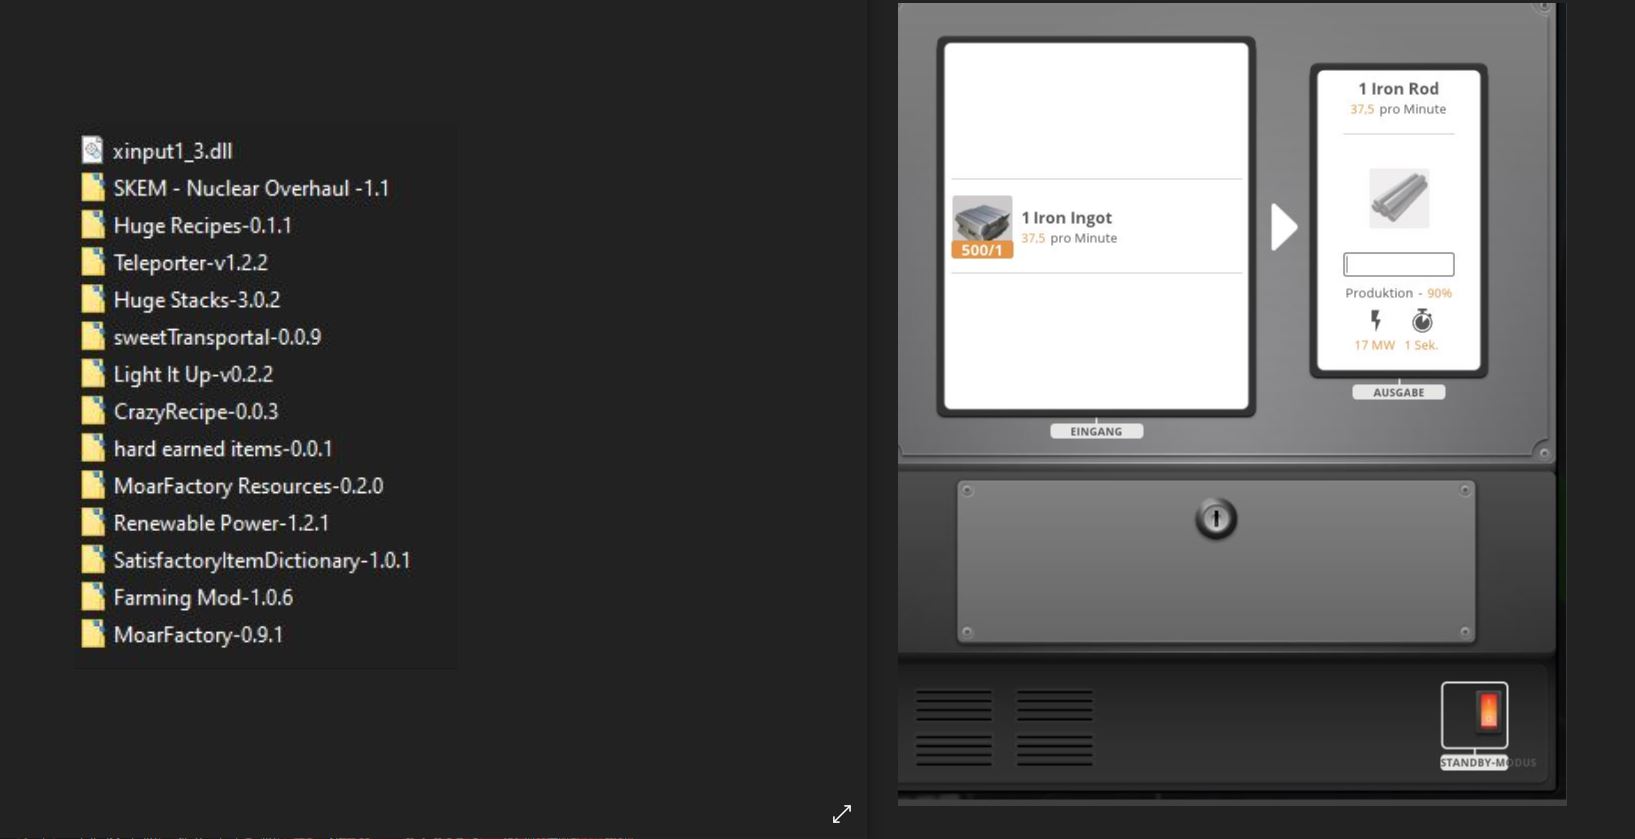 xinput1_3.dll
SKEM - Nuclear Overhaul -1.1
Huge Recipes-0.1.1
Teleporter-v1.2.2
Huge Stacks-3.0.2
sweetTransportal-0.0.9
Light It Up-v0.2.2
CrazyRecipe-0.0.3
hard earned items-0.0.1
MoarFactory Resources-0.2.0
Renewable Power-1.2.1
SatisfactoryItemDictionary-1.0.1
Farming Mod-1.0.6
MoarFactory-0.9.1
1 Iron Ingot
37,5 pro Minute
500/1
EINGANG
1 Iron Rod
37,5 pro Minute
Produktion - 90%
17 MW 1 Sek.
AUSGABE
STANDBY-MODUS